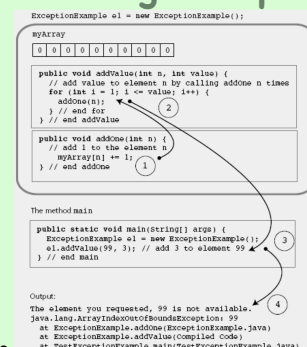 ExceptionExample e1 = new ExceptionExample();
myArray
0 0 0 0 0 0 0 0 0 0
public void addValue(int n, int value) {
// add value to element n by calling addOne n times
for (int i = 1; i <= value; i++) {
addOne(n);
} // end for
} // end addValue
2
public void addOne(int n) {
// add 1 to the element n
myArray[n] += 1;
} // end addOne
1
The method main
public static void main(String[] args) {
ExceptionExample e1 = new ExceptionExample();
e1.addValue(99, 3); // add 3 to element 99
} // end main
3
Output:
4
The element you requested, 99 is not available.
java.lang.ArrayIndexOutOfBoundsException: 99
at ExceptionExample.addOne(ExceptionExample.java)
at ExceptionExample.addValue(Compiled Code)
at TestExceptionExample.main(TestExceptionExample.java)